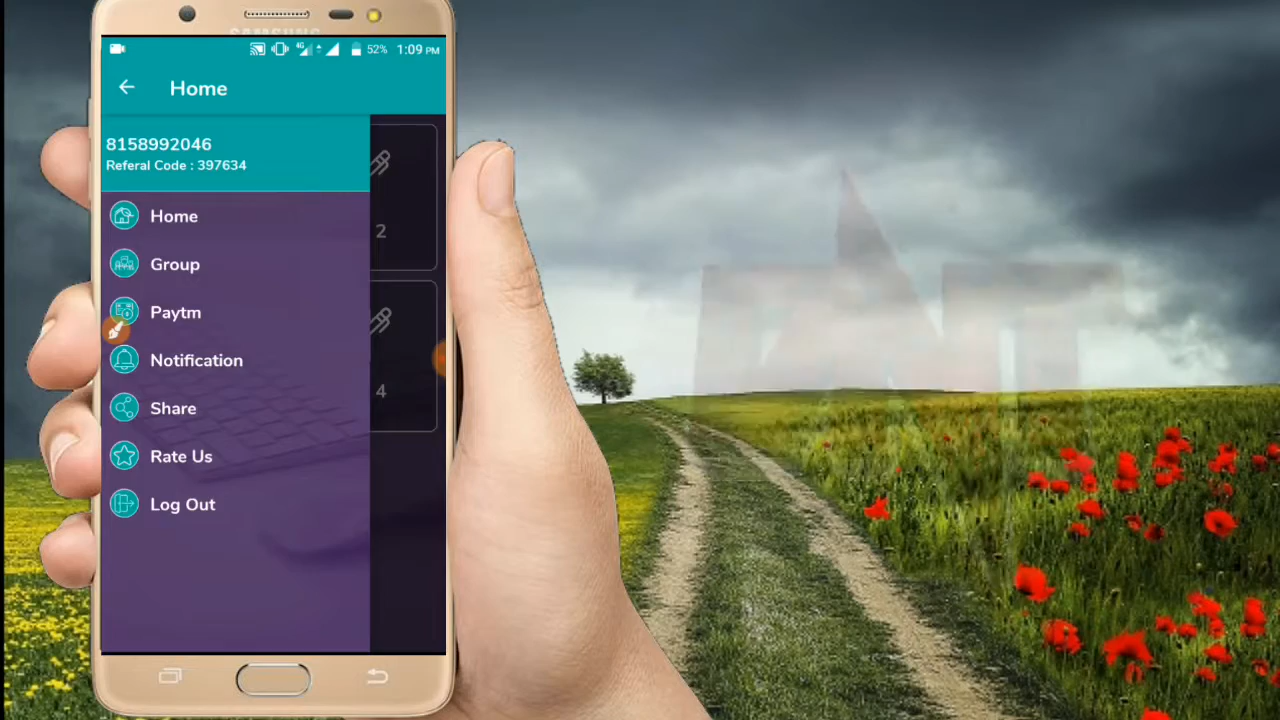 SAMSUNG
52% 1:09 PM
Home
8158992046
Referal Code : 397634
Home
Group
Paytm
Notification
Share
Rate Us
Log Out
2
4